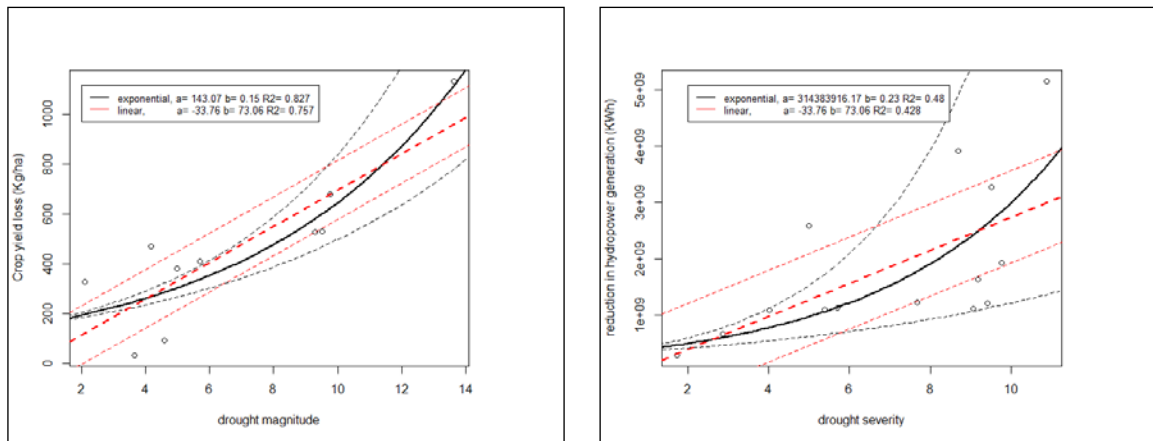 exponential, a= 143.07 b= 0.15 R2= 0.827
linear, a= -33.76 b= 73.06 R2= 0.757
Crop yield loss (Kg/ha)
1000
800
600
400
200
0
2 4 6 8 10 12 14
drought magnitude
exponential, a= 314383916.17 b= 0.23 R2= 0.48
linear, a= -33.76 b= 73.06 R2= 0.428
reduction in hydropower generation (KWh)
5e+09
4e+09
3e+09
2e+09
1e+09
2 4 6 8 10
drought severity